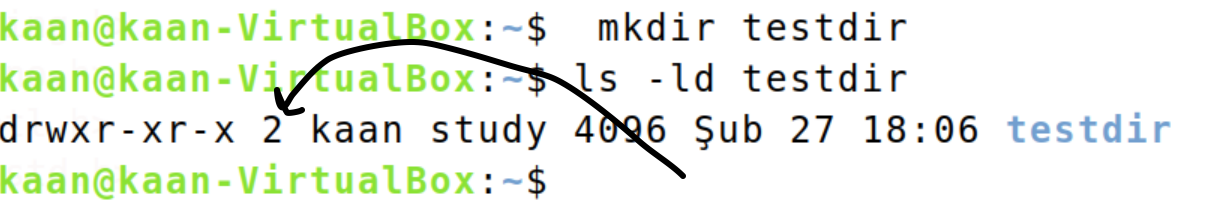 kaan@kaan-VirtualBox:~$  mkdir testdir
kaan@kaan-VirtualBox:~$ ls -ld testdir
drwxr-xr-x 2 kaan study 4096 Şub 27 18:06 testdir
kaan@kaan-VirtualBox:~$